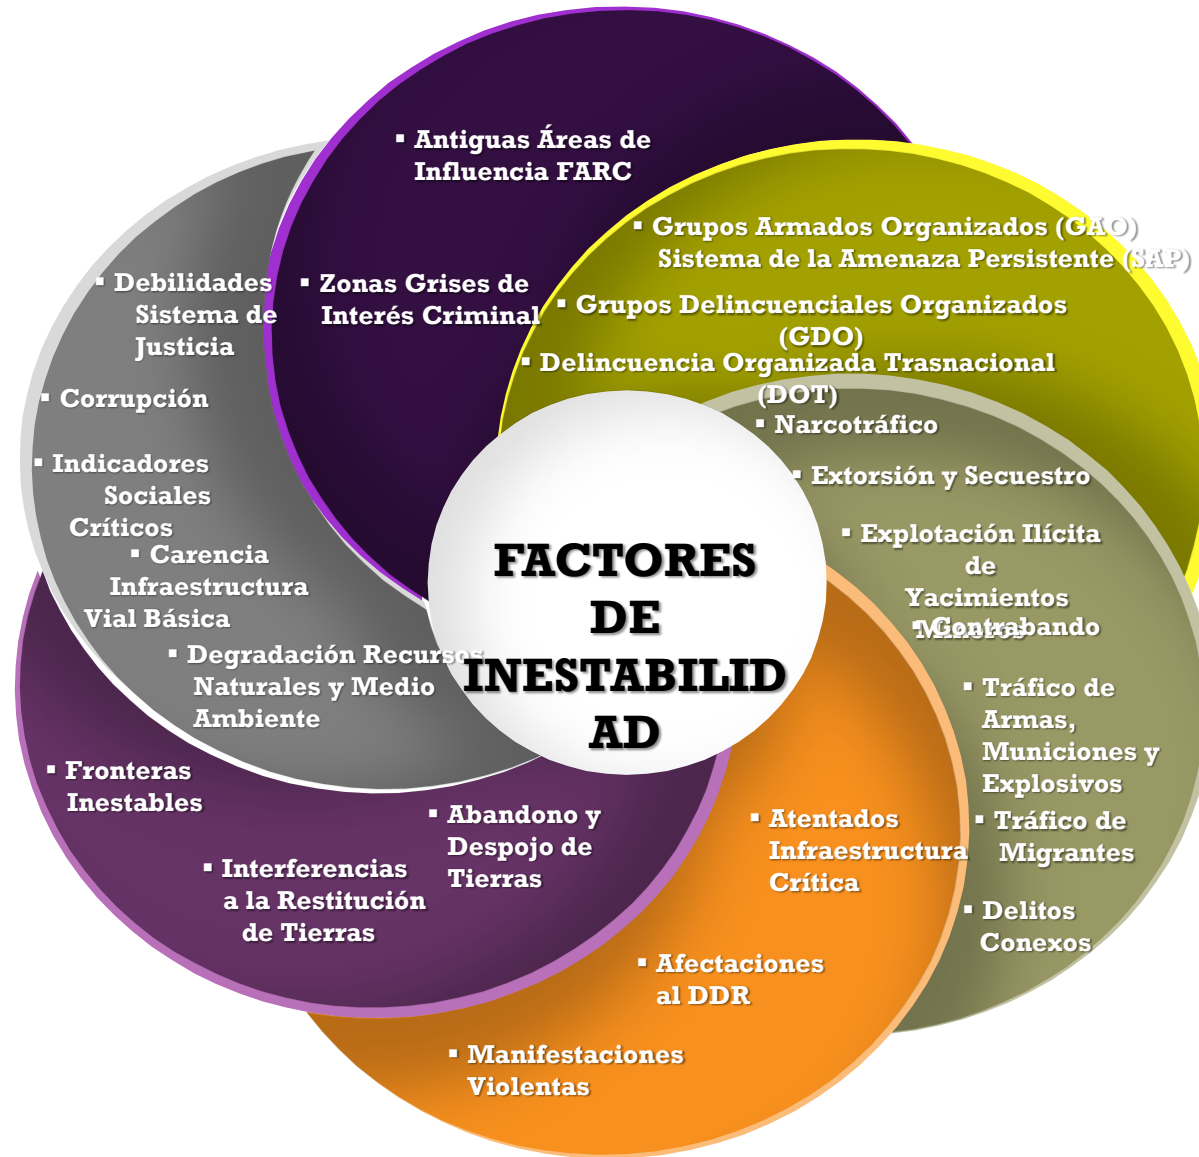 ▪ Antiguas Áreas de
Influencia FARC
▪ Zonas Grises de
Interés Criminal
▪ Grupos Armados Organizados (GAO)
Sistema de la Amenaza Persistente (SAP)
▪ Grupos Delincuenciales Organizados
(GDO)
▪ Delincuencia Organizada Trasnacional
(DOT)
▪ Narcotráfico
▪ Extorsión y Secuestro
▪ Explotación Ilícita
de
Yacimientos
Mineros
▪ Contrabando
▪ Tráfico de
Armas,
Municiones y
Explosivos
▪ Tráfico de
Migrantes
▪ Delitos
Conexos
▪ Atentados
Infraestructura
Crítica
▪ Afectaciones
al DDR
▪ Manifestaciones
Violentas
▪ Abandono y
Despojo de
Tierras
▪ Interferencias
a la Restitución
de Tierras
▪ Fronteras
Inestables
▪ Debilidades
Sistema de
Justicia
▪ Corrupción
▪ Indicadores
Sociales
Críticos
▪ Carencia
Infraestructura
Vial Básica
▪ Degradación Recursos
Naturales y Medio
Ambiente
FACTORES
DE
INESTABILID
AD